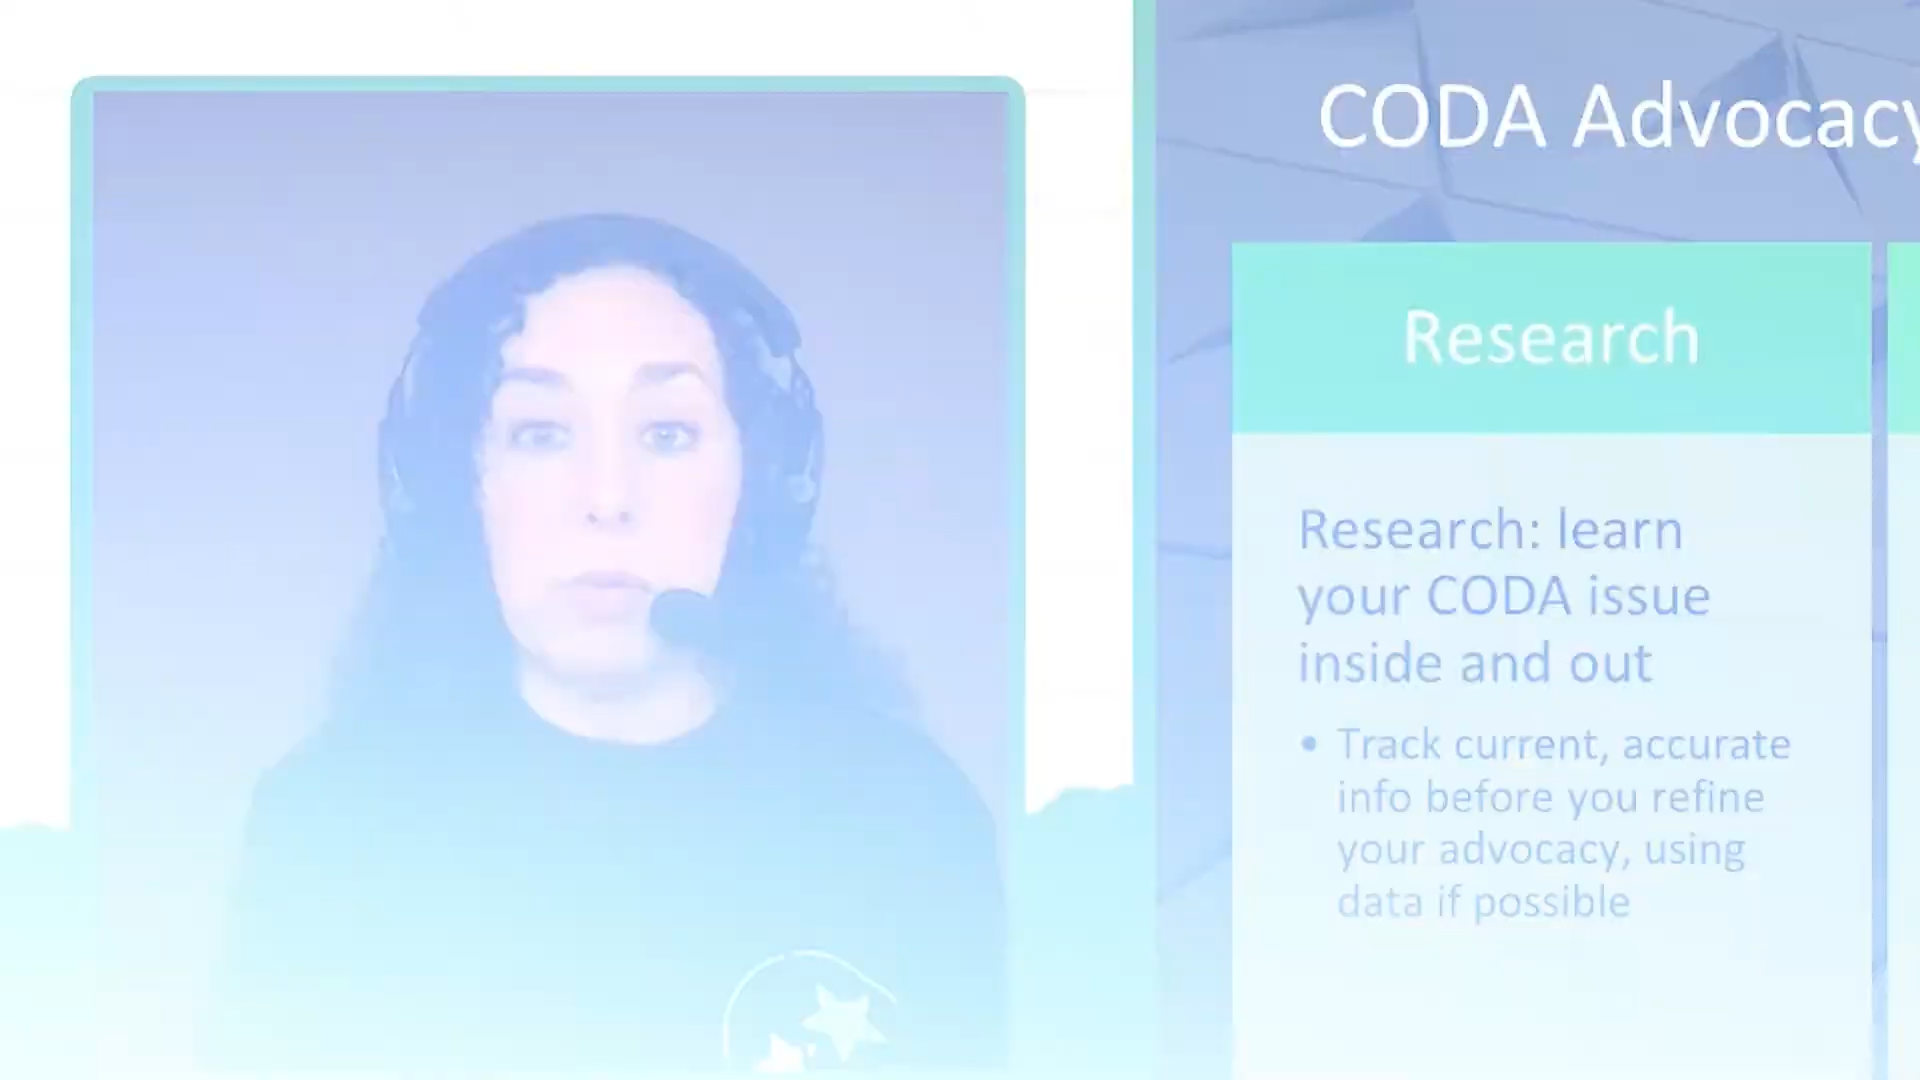 CODA Advocacy
Research
Research: learn
your CODA issue
inside and out
• Track current, accurate
info before you refine
your advocacy, using
data if possible